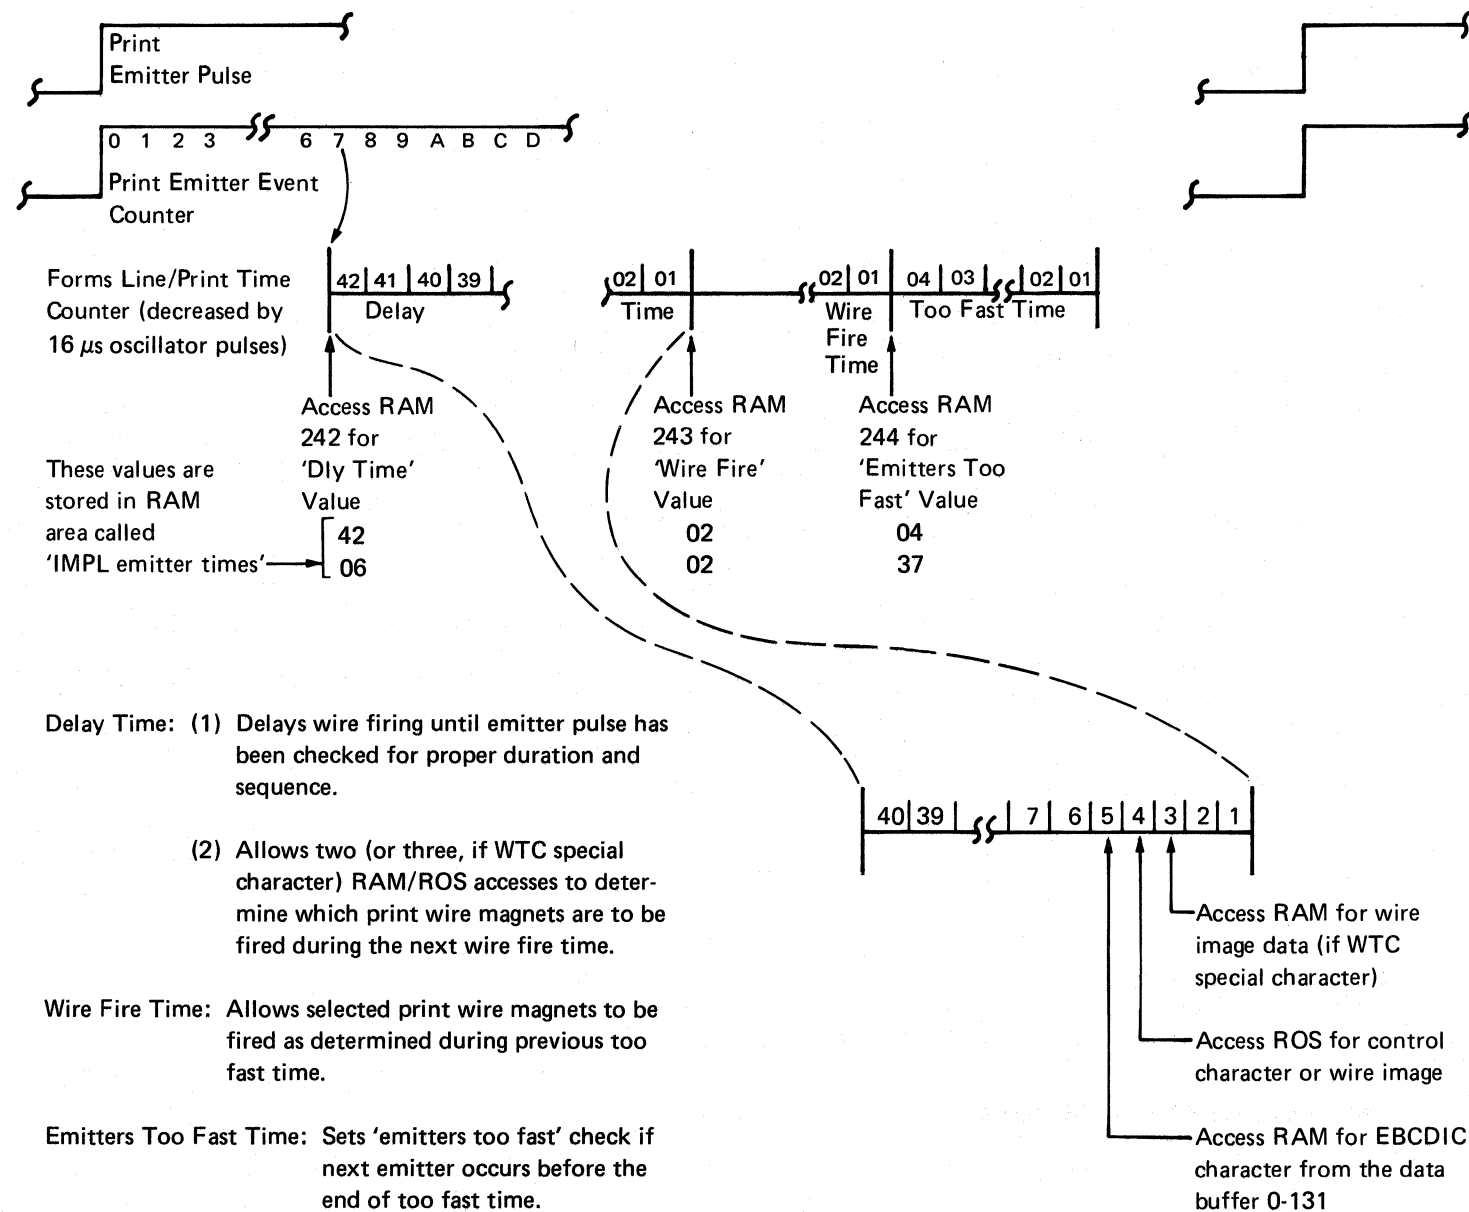 Print
Emitter Pulse
0 1 2 3 6 7 8 9 A B C D
Print Emitter Event
Counter
Forms Line/Print Time
Counter (decreased by
16 μs oscillator pulses)
42 41 40 39
Delay
02 01
Time
02 01
Wire
Fire
Time
04 03 02 01
Too Fast Time
Access RAM
242 for
'Dly Time'
Value
42
06
Access RAM
243 for
'Wire Fire'
Value
02
02
Access RAM
244 for
'Emitters Too
Fast' Value
04
37
These values are
stored in RAM
area called
'IMPL emitter times'
Delay Time: (1) Delays wire firing until emitter pulse has
been checked for proper duration and
sequence.
(2) Allows two (or three, if WTC special
character) RAM/ROS accesses to deter-
mine which print wire magnets are to be
fired during the next wire fire time.
Wire Fire Time: Allows selected print wire magnets to be
fired as determined during previous too
fast time.
Emitters Too Fast Time: Sets 'emitters too fast' check if
next emitter occurs before the
end of too fast time.
40 39 7 6 5 4 3 2 1
Access RAM for wire
image data (if WTC
special character)
Access ROS for control
character or wire image
Access RAM for EBCDIC
character from the data
buffer 0-131